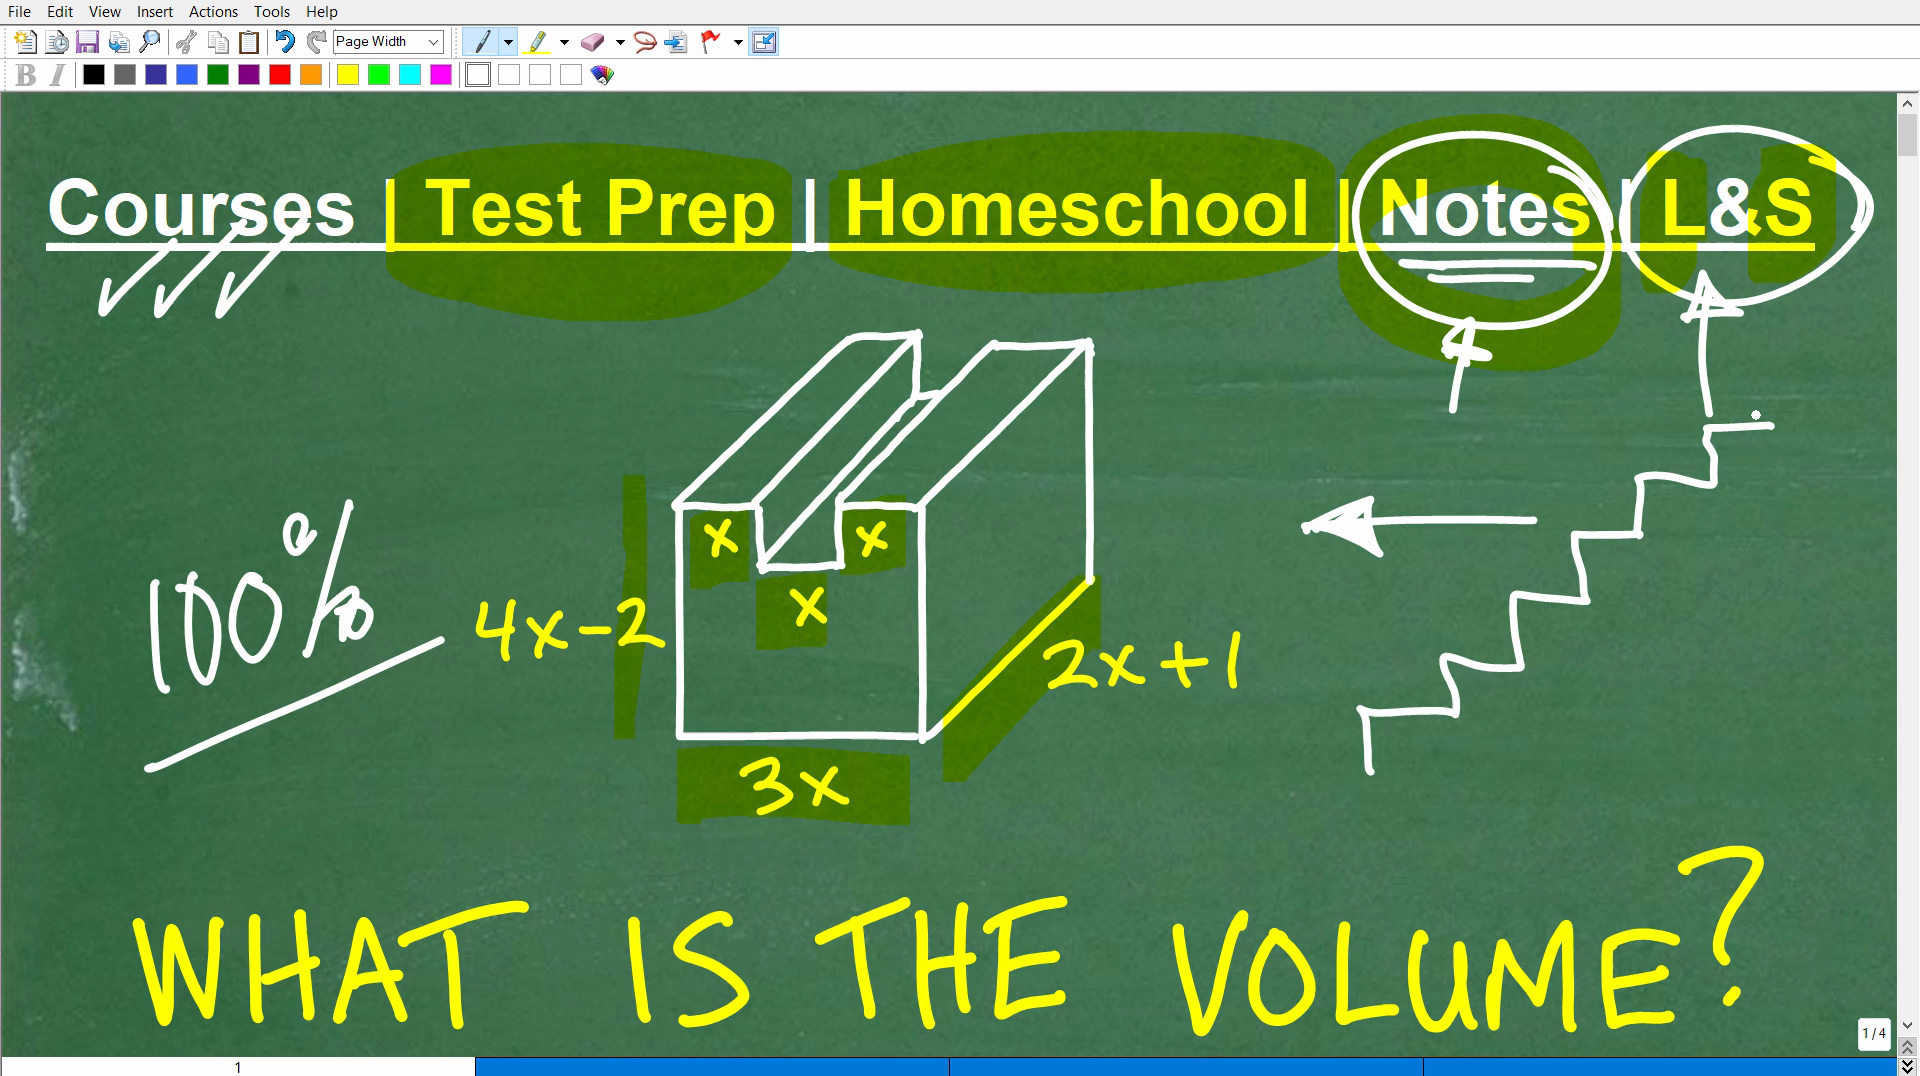 File Edit View Insert Actions Tools Help
Page Width
B I
Courses | Test Prep | Homeschool | Notes | L&S
x x
x
100%
4x-2
2x+1
3x
WHAT IS THE VOLUME?
1 / 4
1